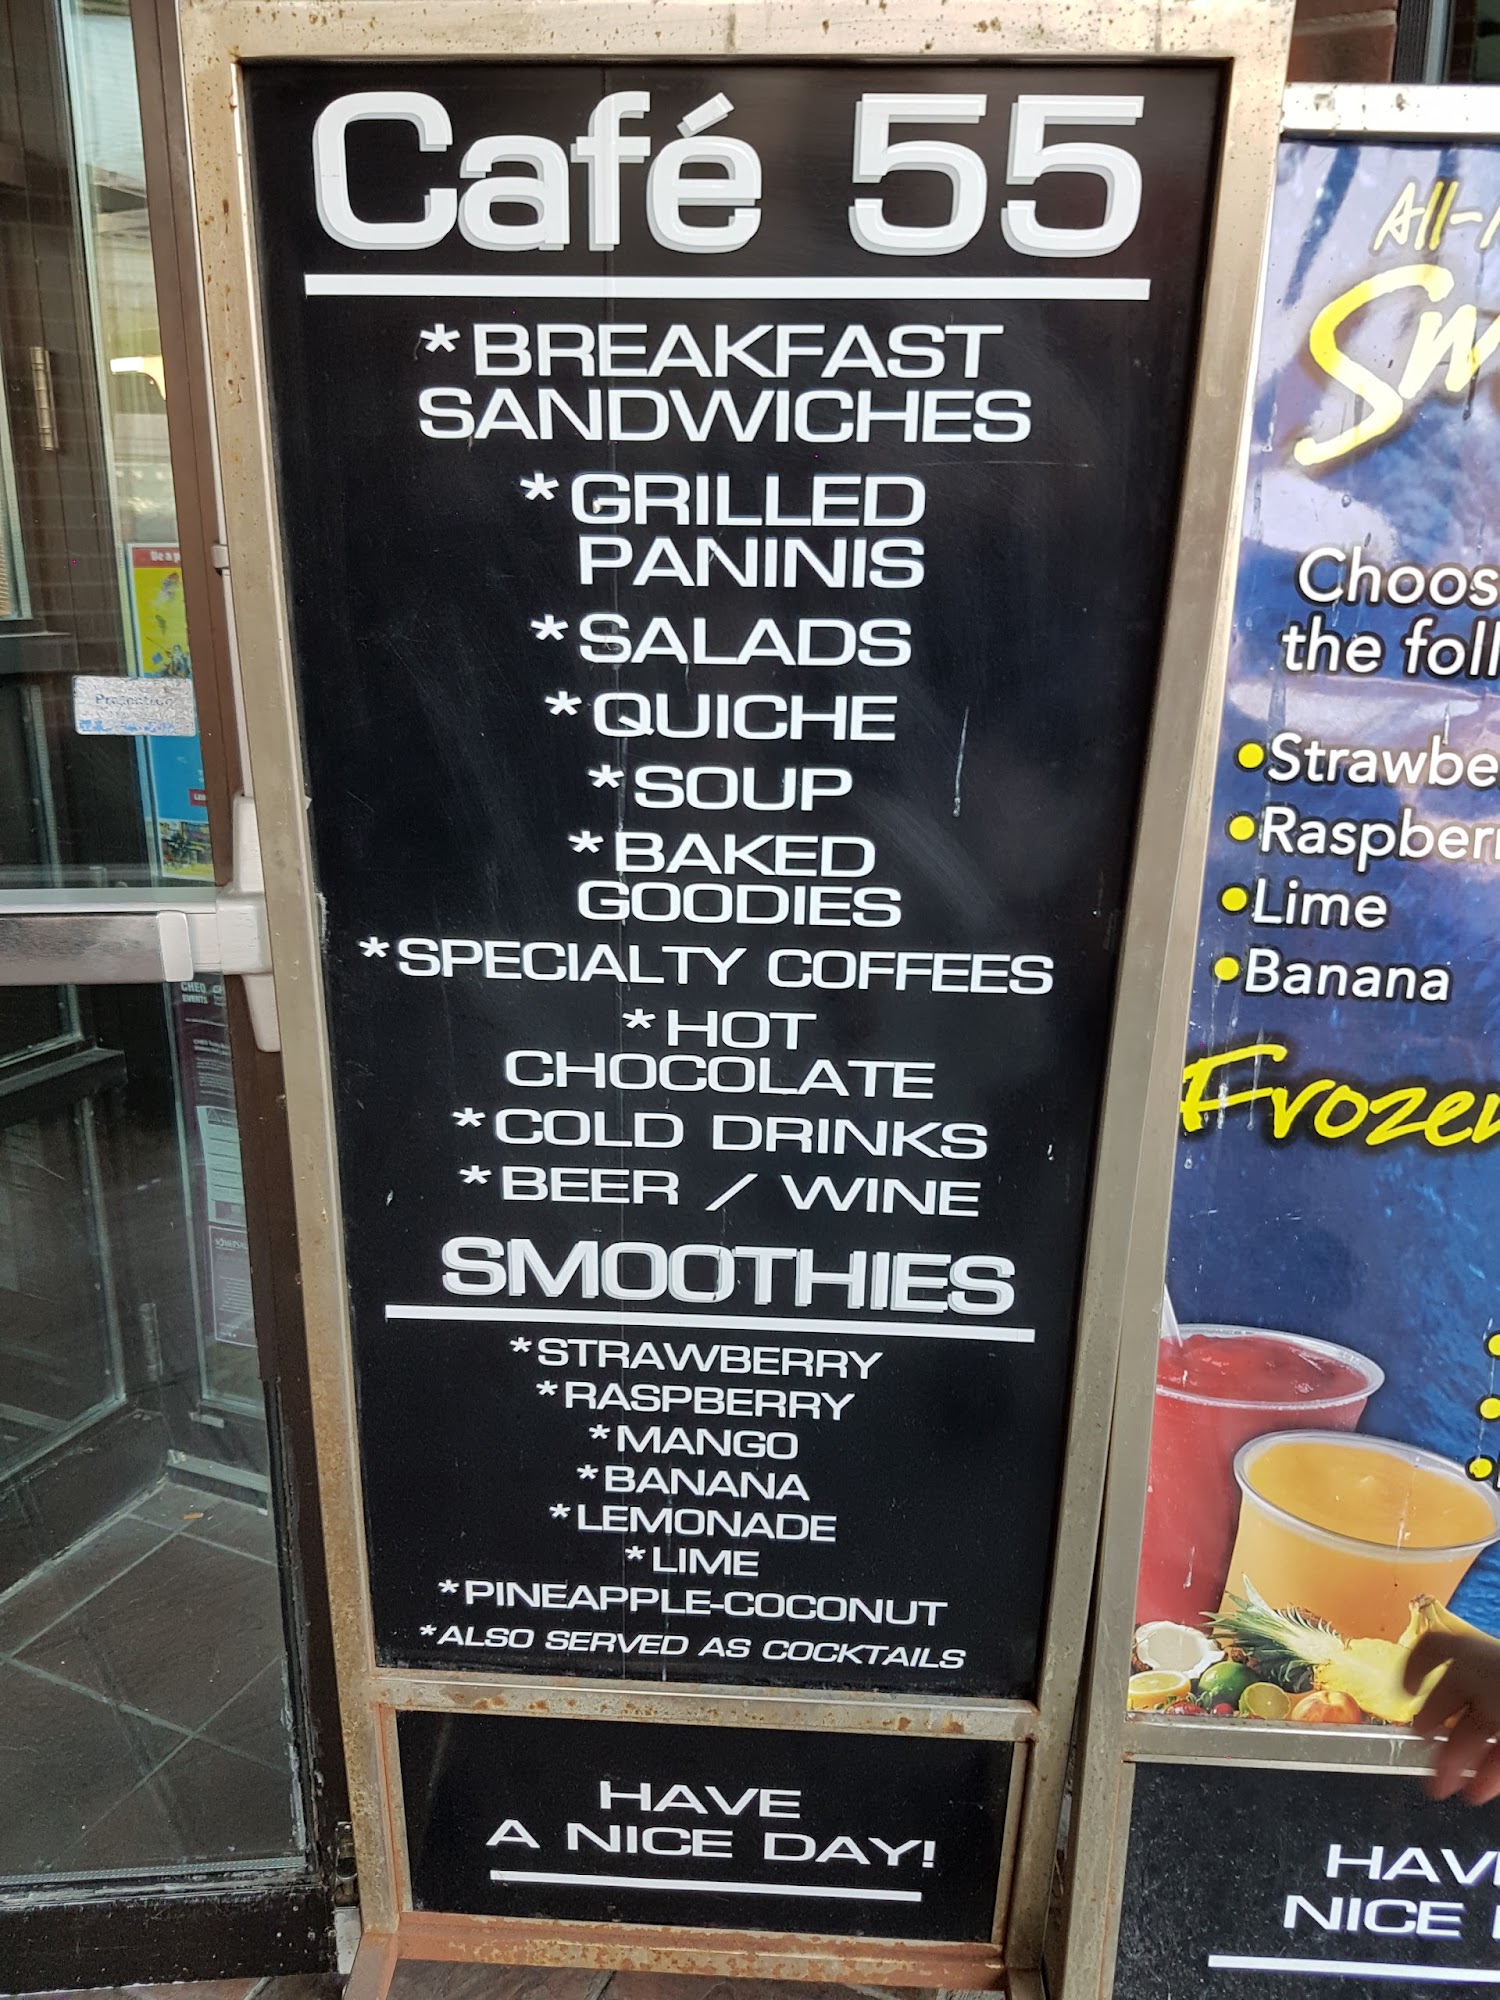 Café 55
*BREAKFAST
SANDWICHES
*GRILLED
PANINIS
*SALADS
*QUICHE
*SOUP
*BAKED
GOODIES
*SPECIALTY COFFEES
*HOT
CHOCOLATE
*COLD DRINKS
*BEER / WINE
SMOOTHIES
*STRAWBERRY
*RASPBERRY
*MANGO
*BANANA
*LEMONADE
*LIME
*PINEAPPLE-COCONUT
*ALSO SERVED AS COCKTAILS
HAVE
A NICE DAY!
All-
Sm
Choos
the foll
•Strawbe
•Raspberr
•Lime
•Banana
Frozen
HAV
NICE